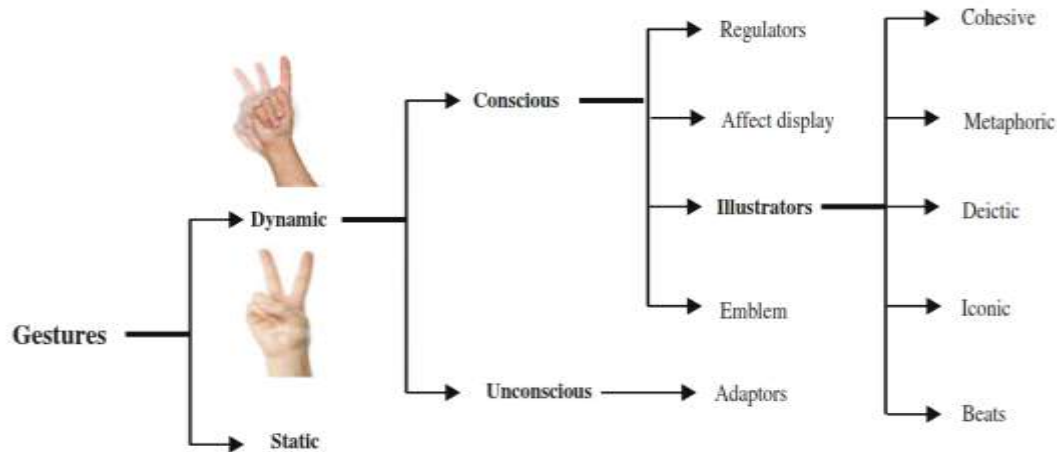 Gestures
Dynamic
Static
Conscious
Unconscious
Regulators
Affect display
Illustrators
Emblem
Adaptors
Cohesive
Metaphoric
Deictic
Iconic
Beats